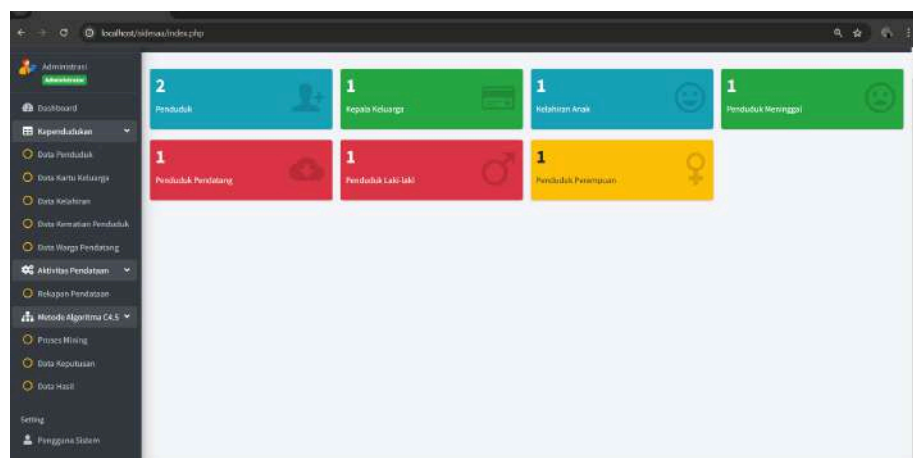 localhost/sidesaa/index.php
Administrasi
Administrator
Dashboard
Kependudukan
Data Penduduk
Data Kartu Keluarga
Data Kelahiran
Data Kematian Penduduk
Data Warga Pendatang
Aktivitas Pendataan
Rekapan Pendataan
Metode Algoritma C4.5
Proses Mining
Data Keputusan
Data Hasil
Setting
Pengguna Sistem
2
Penduduk
1
Kepala Keluarga
1
Kelahiran Anak
1
Penduduk Meninggal
1
Penduduk Pendatang
1
Penduduk Laki-laki
1
Penduduk Perempuan